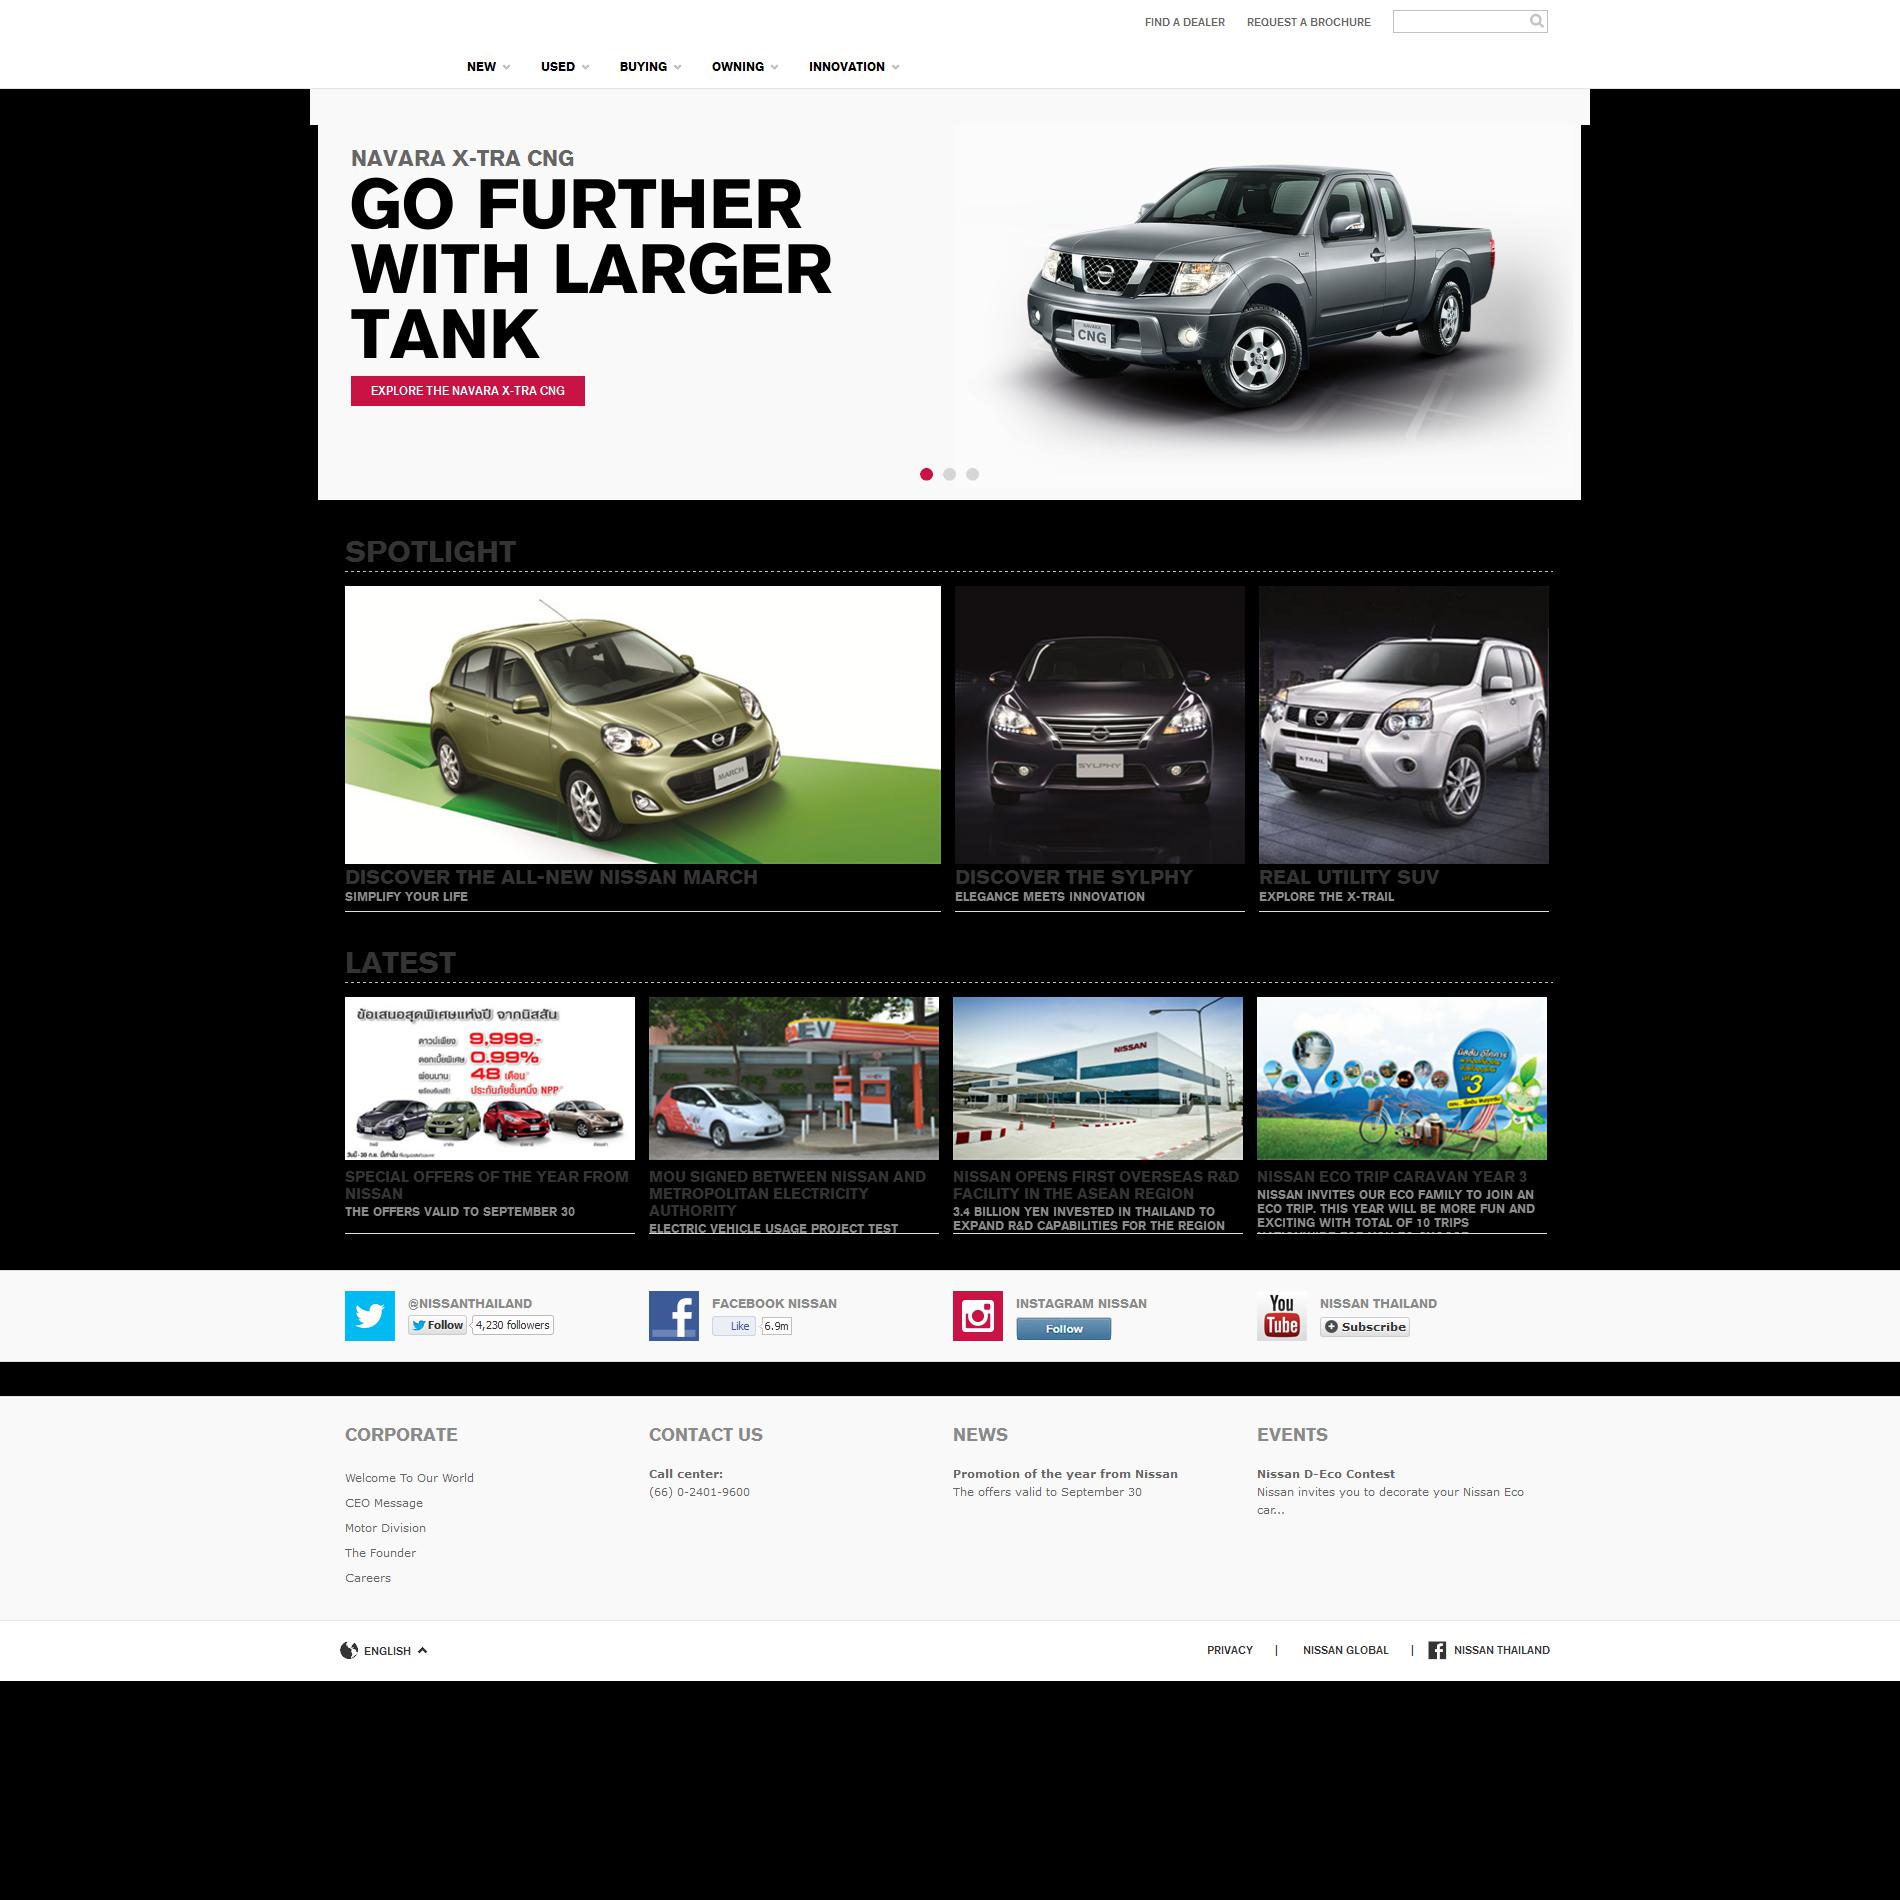 FIND A DEALER
REQUEST A BROCHURE
NEW
USED
BUYING
OWNING
INNOVATION
NAVARA X-TRA CNG
GO FURTHER
WITH LARGER
TANK
EXPLORE THE NAVARA X-TRA CNG
NAVARA
CNG
SPOTLIGHT
MARCH
SYLPHY
X-TRAIL
DISCOVER THE ALL-NEW NISSAN MARCH
SIMPLIFY YOUR LIFE
DISCOVER THE SYLPHY
ELEGANCE MEETS INNOVATION
REAL UTILITY SUV
EXPLORE THE X-TRAIL
LATEST
ข้อเสนอสุดพิเศษแห่งปี จากนิสสัน
ดาวน์เพียง 9,999.-
ดอกเบี้ยพิเศษ 0.99%
ผ่อนนาน 48 เดือน
พร้อมรับฟรี! ประกันภัยชั้นหนึ่ง NPP
EV
NISSAN
3
SPECIAL OFFERS OF THE YEAR FROM
NISSAN
THE OFFERS VALID TO SEPTEMBER 30
MOU SIGNED BETWEEN NISSAN AND
METROPOLITAN ELECTRICITY
AUTHORITY
ELECTRIC VEHICLE USAGE PROJECT TEST
NISSAN OPENS FIRST OVERSEAS R&D
FACILITY IN THE ASEAN REGION
3.4 BILLION YEN INVESTED IN THAILAND TO
EXPAND R&D CAPABILITIES FOR THE REGION
NISSAN ECO TRIP CARAVAN YEAR 3
NISSAN INVITES OUR ECO FAMILY TO JOIN AN
ECO TRIP. THIS YEAR WILL BE MORE FUN AND
EXCITING WITH TOTAL OF 10 TRIPS
@NISSANTHAILAND
Follow 4,230 followers
FACEBOOK NISSAN
Like 6.9m
INSTAGRAM NISSAN
Follow
You
Tube
NISSAN THAILAND
Subscribe
CORPORATE
Welcome To Our World
CEO Message
Motor Division
The Founder
Careers
CONTACT US
Call center:
(66) 0-2401-9600
NEWS
Promotion of the year from Nissan
The offers valid to September 30
EVENTS
Nissan D-Eco Contest
Nissan invites you to decorate your Nissan Eco
car...
ENGLISH
PRIVACY | NISSAN GLOBAL | NISSAN THAILAND